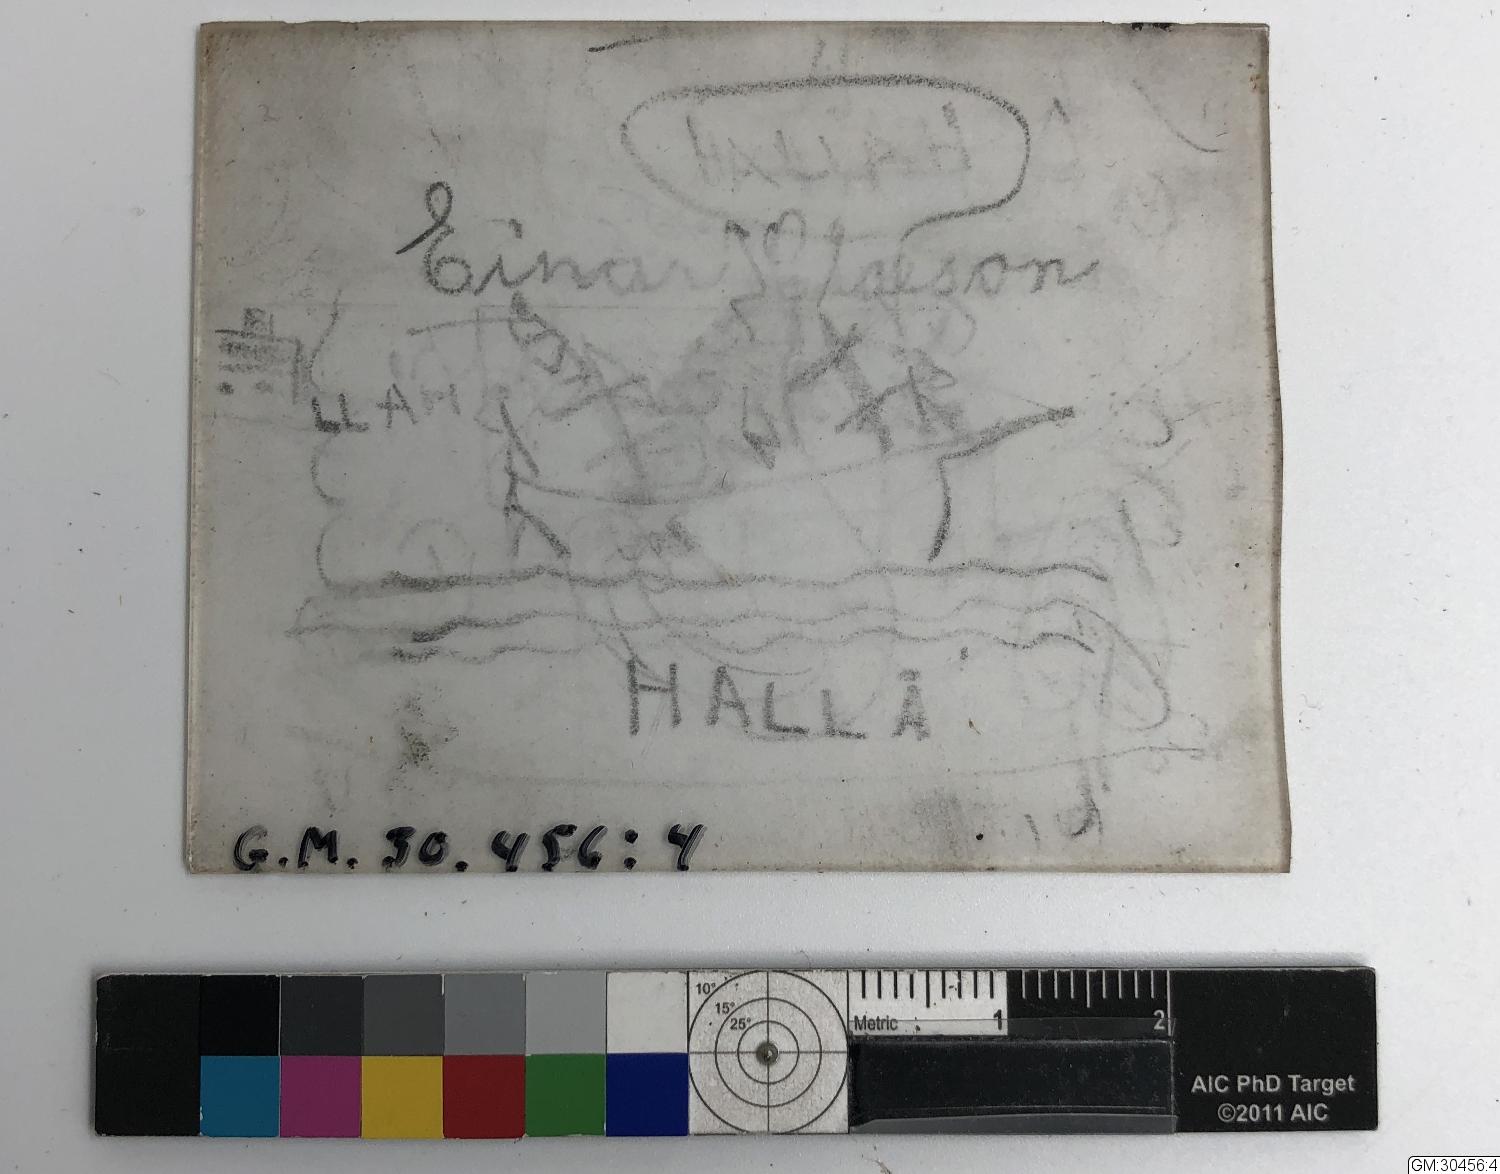 HALLÅ
Einar
LLAH
HALLÅ
G.M. 30.456:4
10°
15°
25°
Metric 1 2
AIC PhD Target
©2011 AIC
GM:30456:4